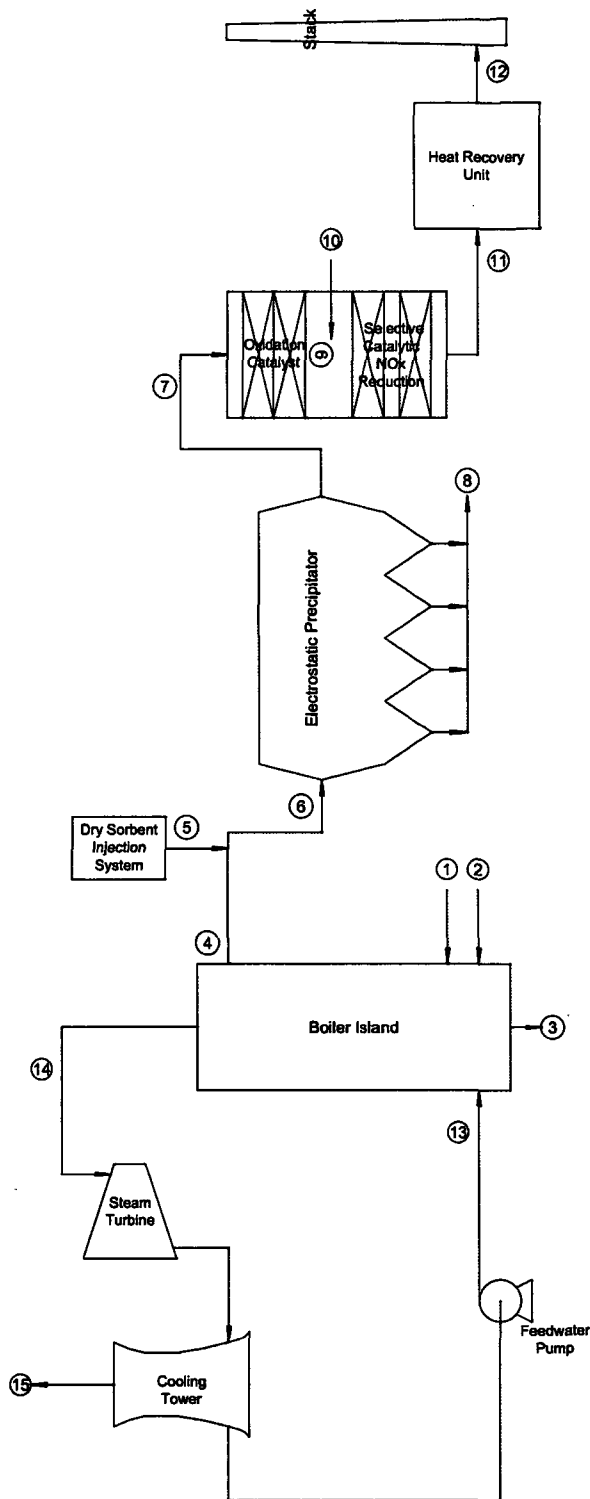 Stack
12
Heat Recovery
Unit
10
11
Oxidation
Catalyst
9
Selective
Catalytic
NOx
Reduction
7
8
Electrostatic Precipitator
6
Dry Sorbent
Injection
System
5
1
2
4
Boiler Island
3
14
13
Steam
Turbine
Feedwater
Pump
Cooling
Tower
15